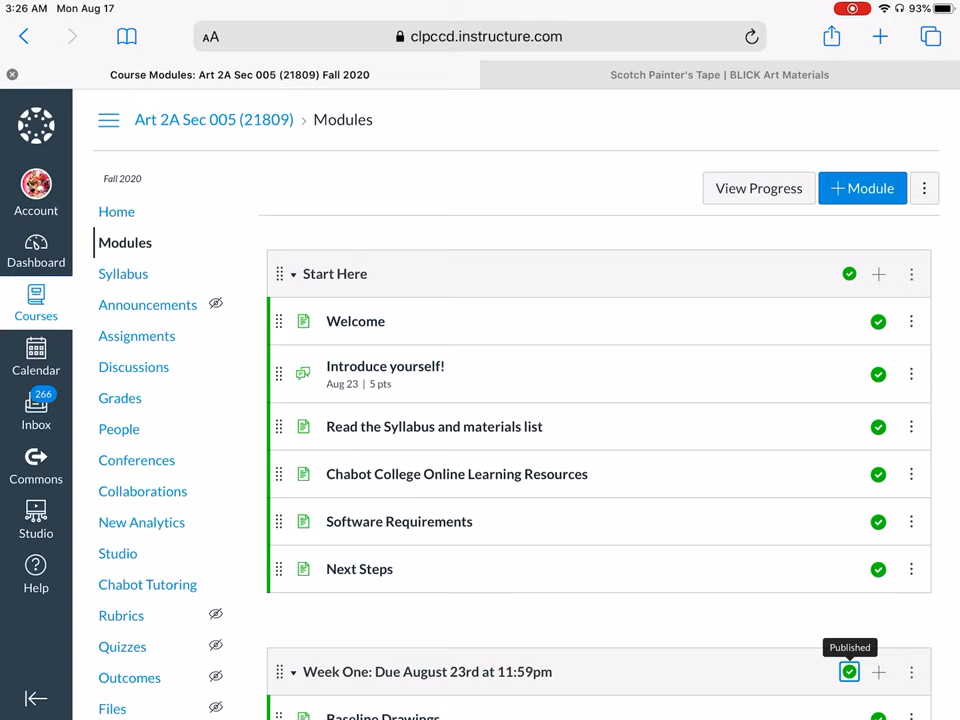 3:26 AM Mon Aug 17
93%
AA clpccd.instructure.com
Course Modules: Art 2A Sec 005 (21809) Fall 2020
Scotch Painter's Tape | BLICK Art Materials
Art 2A Sec 005 (21809) › Modules
Fall 2020
View Progress
+ Module
Account
Dashboard
Courses
Calendar
266
Inbox
Commons
Studio
Help
Home
Modules
Syllabus
Announcements
Assignments
Discussions
Grades
People
Conferences
Collaborations
New Analytics
Studio
Chabot Tutoring
Rubrics
Quizzes
Outcomes
Files
Start Here
Welcome
Introduce yourself!
Aug 23 | 5 pts
Read the Syllabus and materials list
Chabot College Online Learning Resources
Software Requirements
Next Steps
Published
Week One: Due August 23rd at 11:59pm
Baseline Drawings